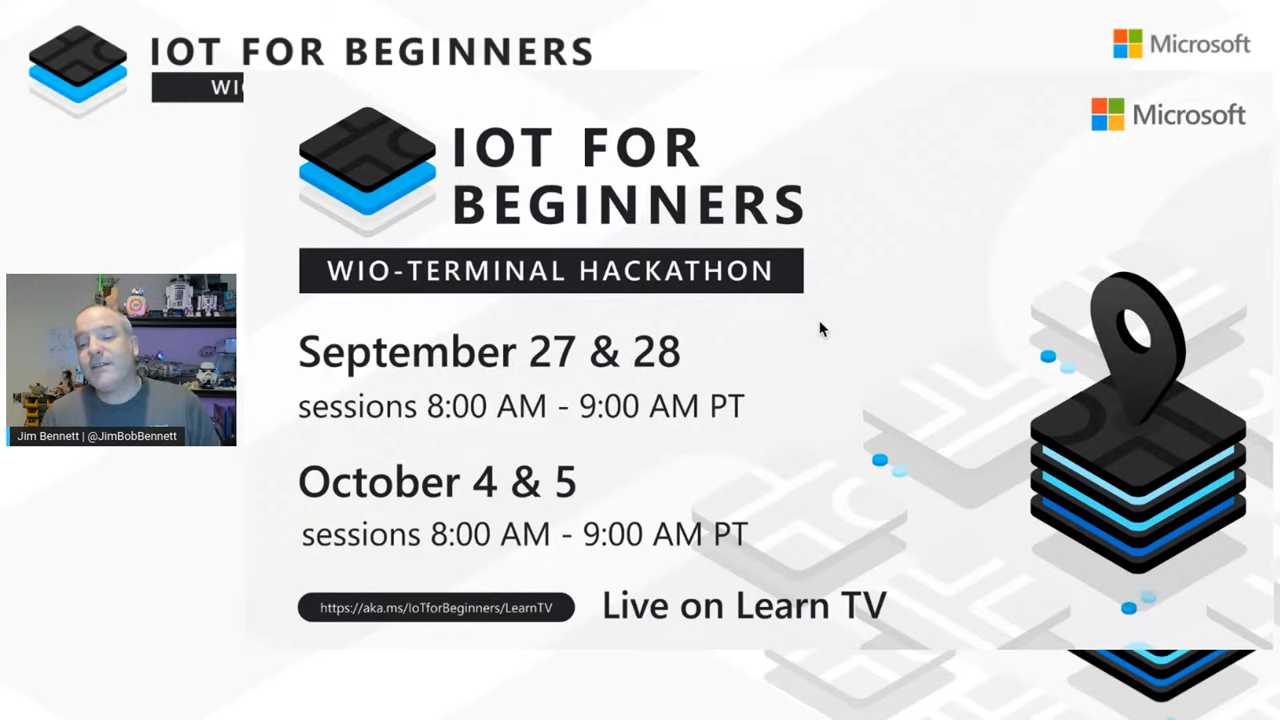 IOT FOR BEGINNERS
WI
Microsoft
Microsoft
IOT FOR
BEGINNERS
WIO-TERMINAL HACKATHON
September 27 & 28
sessions 8:00 AM - 9:00 AM PT
October 4 & 5
sessions 8:00 AM - 9:00 AM PT
https://aka.ms/IoTforBeginners/LearnTV
Live on Learn TV
Jim Bennett | @JimBobBennett